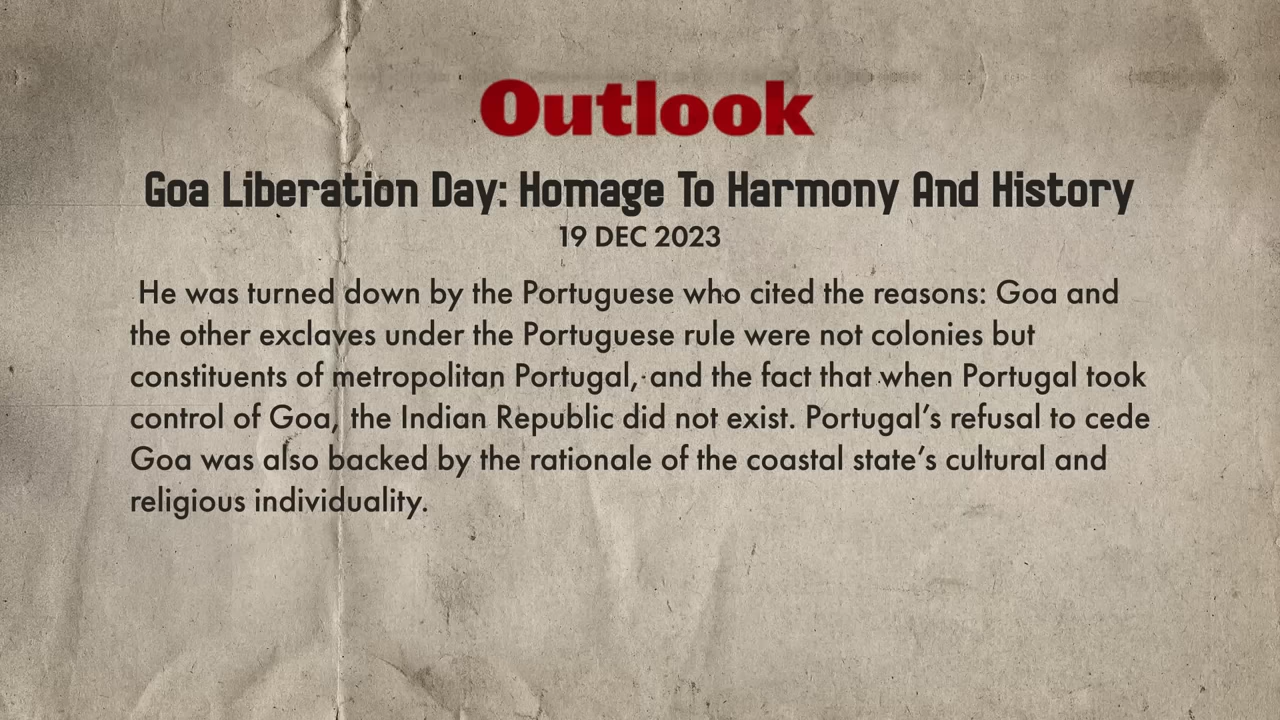 Outlook
Goa Liberation Day: Homage To Harmony And History
19 DEC 2023
He was turned down by the Portuguese who cited the reasons: Goa and
the other exclaves under the Portuguese rule were not colonies but
constituents of metropolitan Portugal, and the fact that when Portugal took
control of Goa, the Indian Republic did not exist. Portugal’s refusal to cede
Goa was also backed by the rationale of the coastal state’s cultural and
religious individuality.